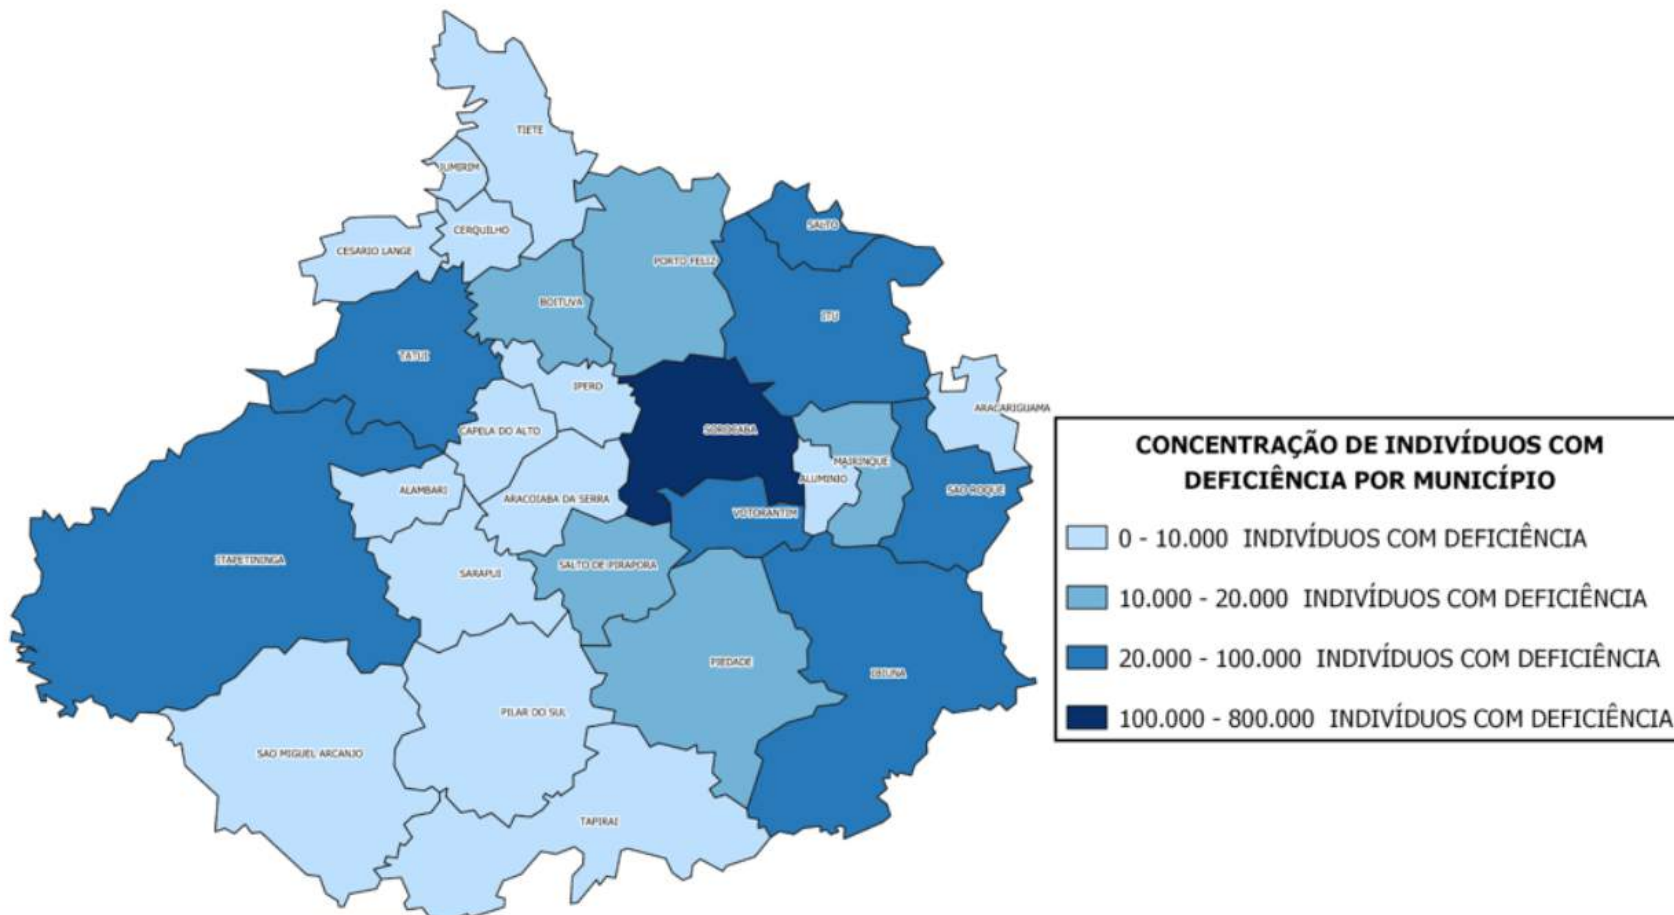 TIETE
JUMIRIM
CERQUILHO
CESARIO LANGE
SALTO
PORTO FELIZ
BOITUVA
ITU
TATUI
IPERO
ARACARIGUAMA
CAPELA DO ALTO
SOROCABA
MAIRINQUE
ALUMINIO
ALAMBARI
ARACOIABA DA SERRA
SAO ROQUE
VOTORANTIM
ITAPETININGA
SARAPUI
SALTO DE PIRAPORA
PIEDADE
IBIUNA
PILAR DO SUL
SAO MIGUEL ARCANJO
TAPIRAI
CONCENTRAÇÃO DE INDIVÍDUOS COM
DEFICIÊNCIA POR MUNICÍPIO
0 - 10.000 INDIVÍDUOS COM DEFICIÊNCIA
10.000 - 20.000 INDIVÍDUOS COM DEFICIÊNCIA
20.000 - 100.000 INDIVÍDUOS COM DEFICIÊNCIA
100.000 - 800.000 INDIVÍDUOS COM DEFICIÊNCIA